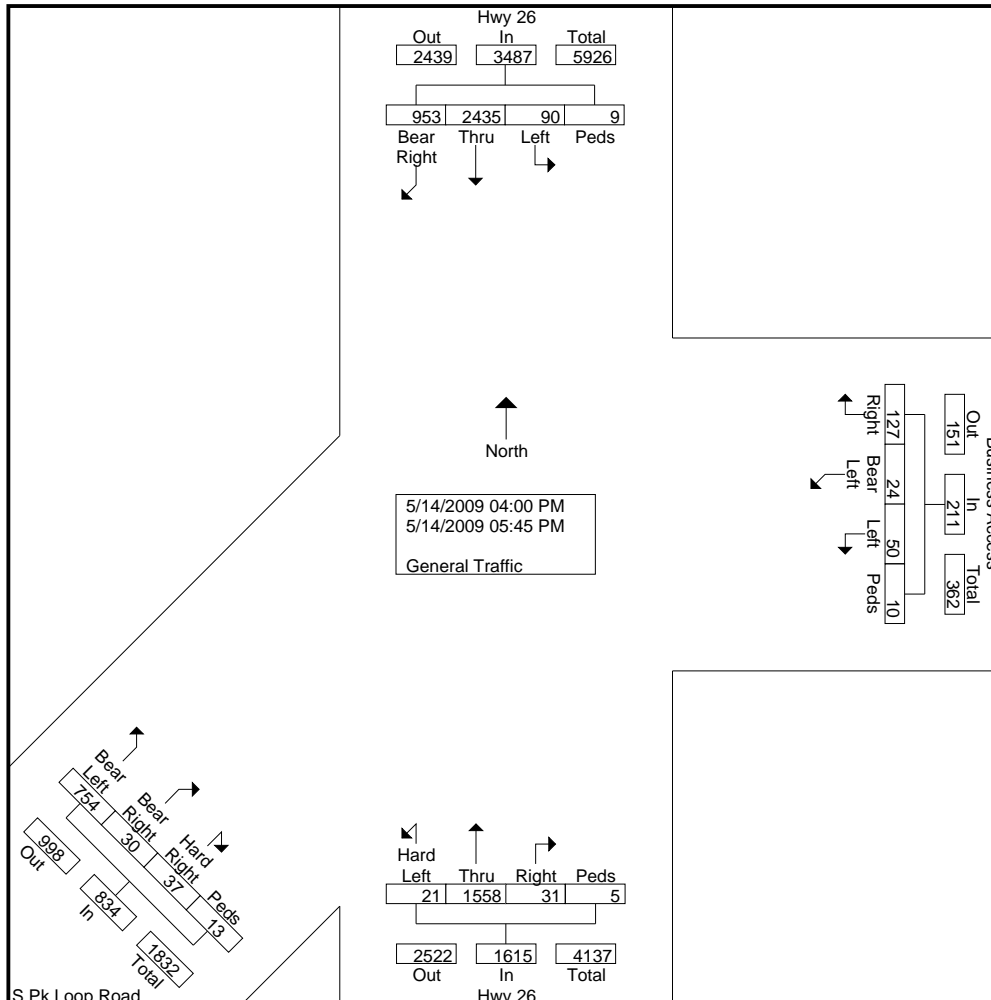 Hwy 26
Out In Total
2439 3487 5926
953 2435 90 9
Bear Thru Left Peds
Right
North
5/14/2009 04:00 PM
5/14/2009 05:45 PM
General Traffic
Business Access
Out In Total
151 211 362
127 24 50 10
Right Bear Left Peds
Left
Bear Bear Hard
Left Right Right Peds
754 30 37 13
998 834 1832
Out In Total
S Pk Loop Road
Hard
Left Thru Right Peds
21 1558 31 5
2522 1615 4137
Out In Total
Hwy 26